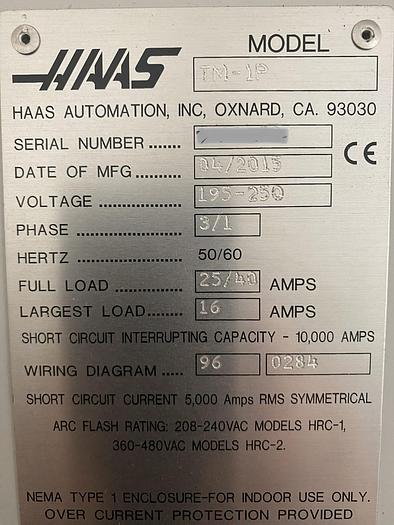 MODEL
HAAS TM-1P
HAAS AUTOMATION, INC, OXNARD, CA. 93030
SERIAL NUMBER .......
DATE OF MFG .......... 04/2015 CE
VOLTAGE ............... 195-250
PHASE .................. 3/1
HERTZ .................. 50/60
FULL LOAD ............ 25/40 AMPS
LARGEST LOAD....... 16 AMPS
SHORT CIRCUIT INTERRUPTING CAPACITY - 10,000 AMPS
WIRING DIAGRAM ..... 96 0284
SHORT CIRCUIT CURRENT 5,000 Amps RMS SYMMETRICAL
ARC FLASH RATING: 208-240VAC MODELS HRC-1,
360-480VAC MODELS HRC-2.
NEMA TYPE 1 ENCLOSURE-FOR INDOOR USE ONLY.
OVER CURRENT PROTECTION PROVIDED